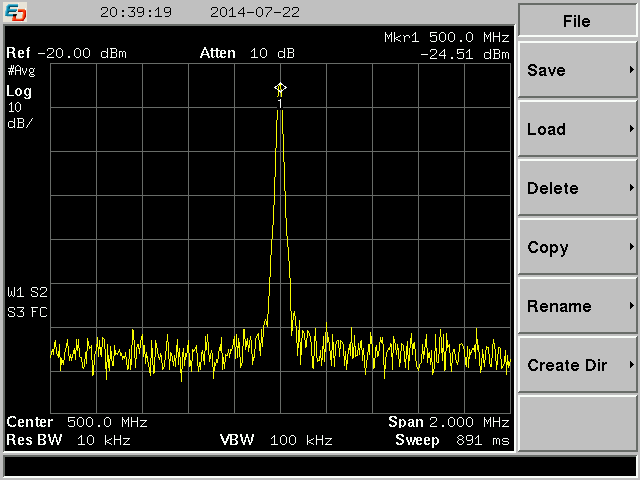 20:39:19 2014-07-22
File
Mkr1 500.0 MHz
Ref -20.00 dBm Atten 10 dB -24.51 dBm
#Avg
Log
10
dB/
1
W1 S2
S3 FC
Center 500.0 MHz Span 2.000 MHz
Res BW 10 kHz VBW 100 kHz Sweep 891 ms
Save
Load
Delete
Copy
Rename
Create Dir